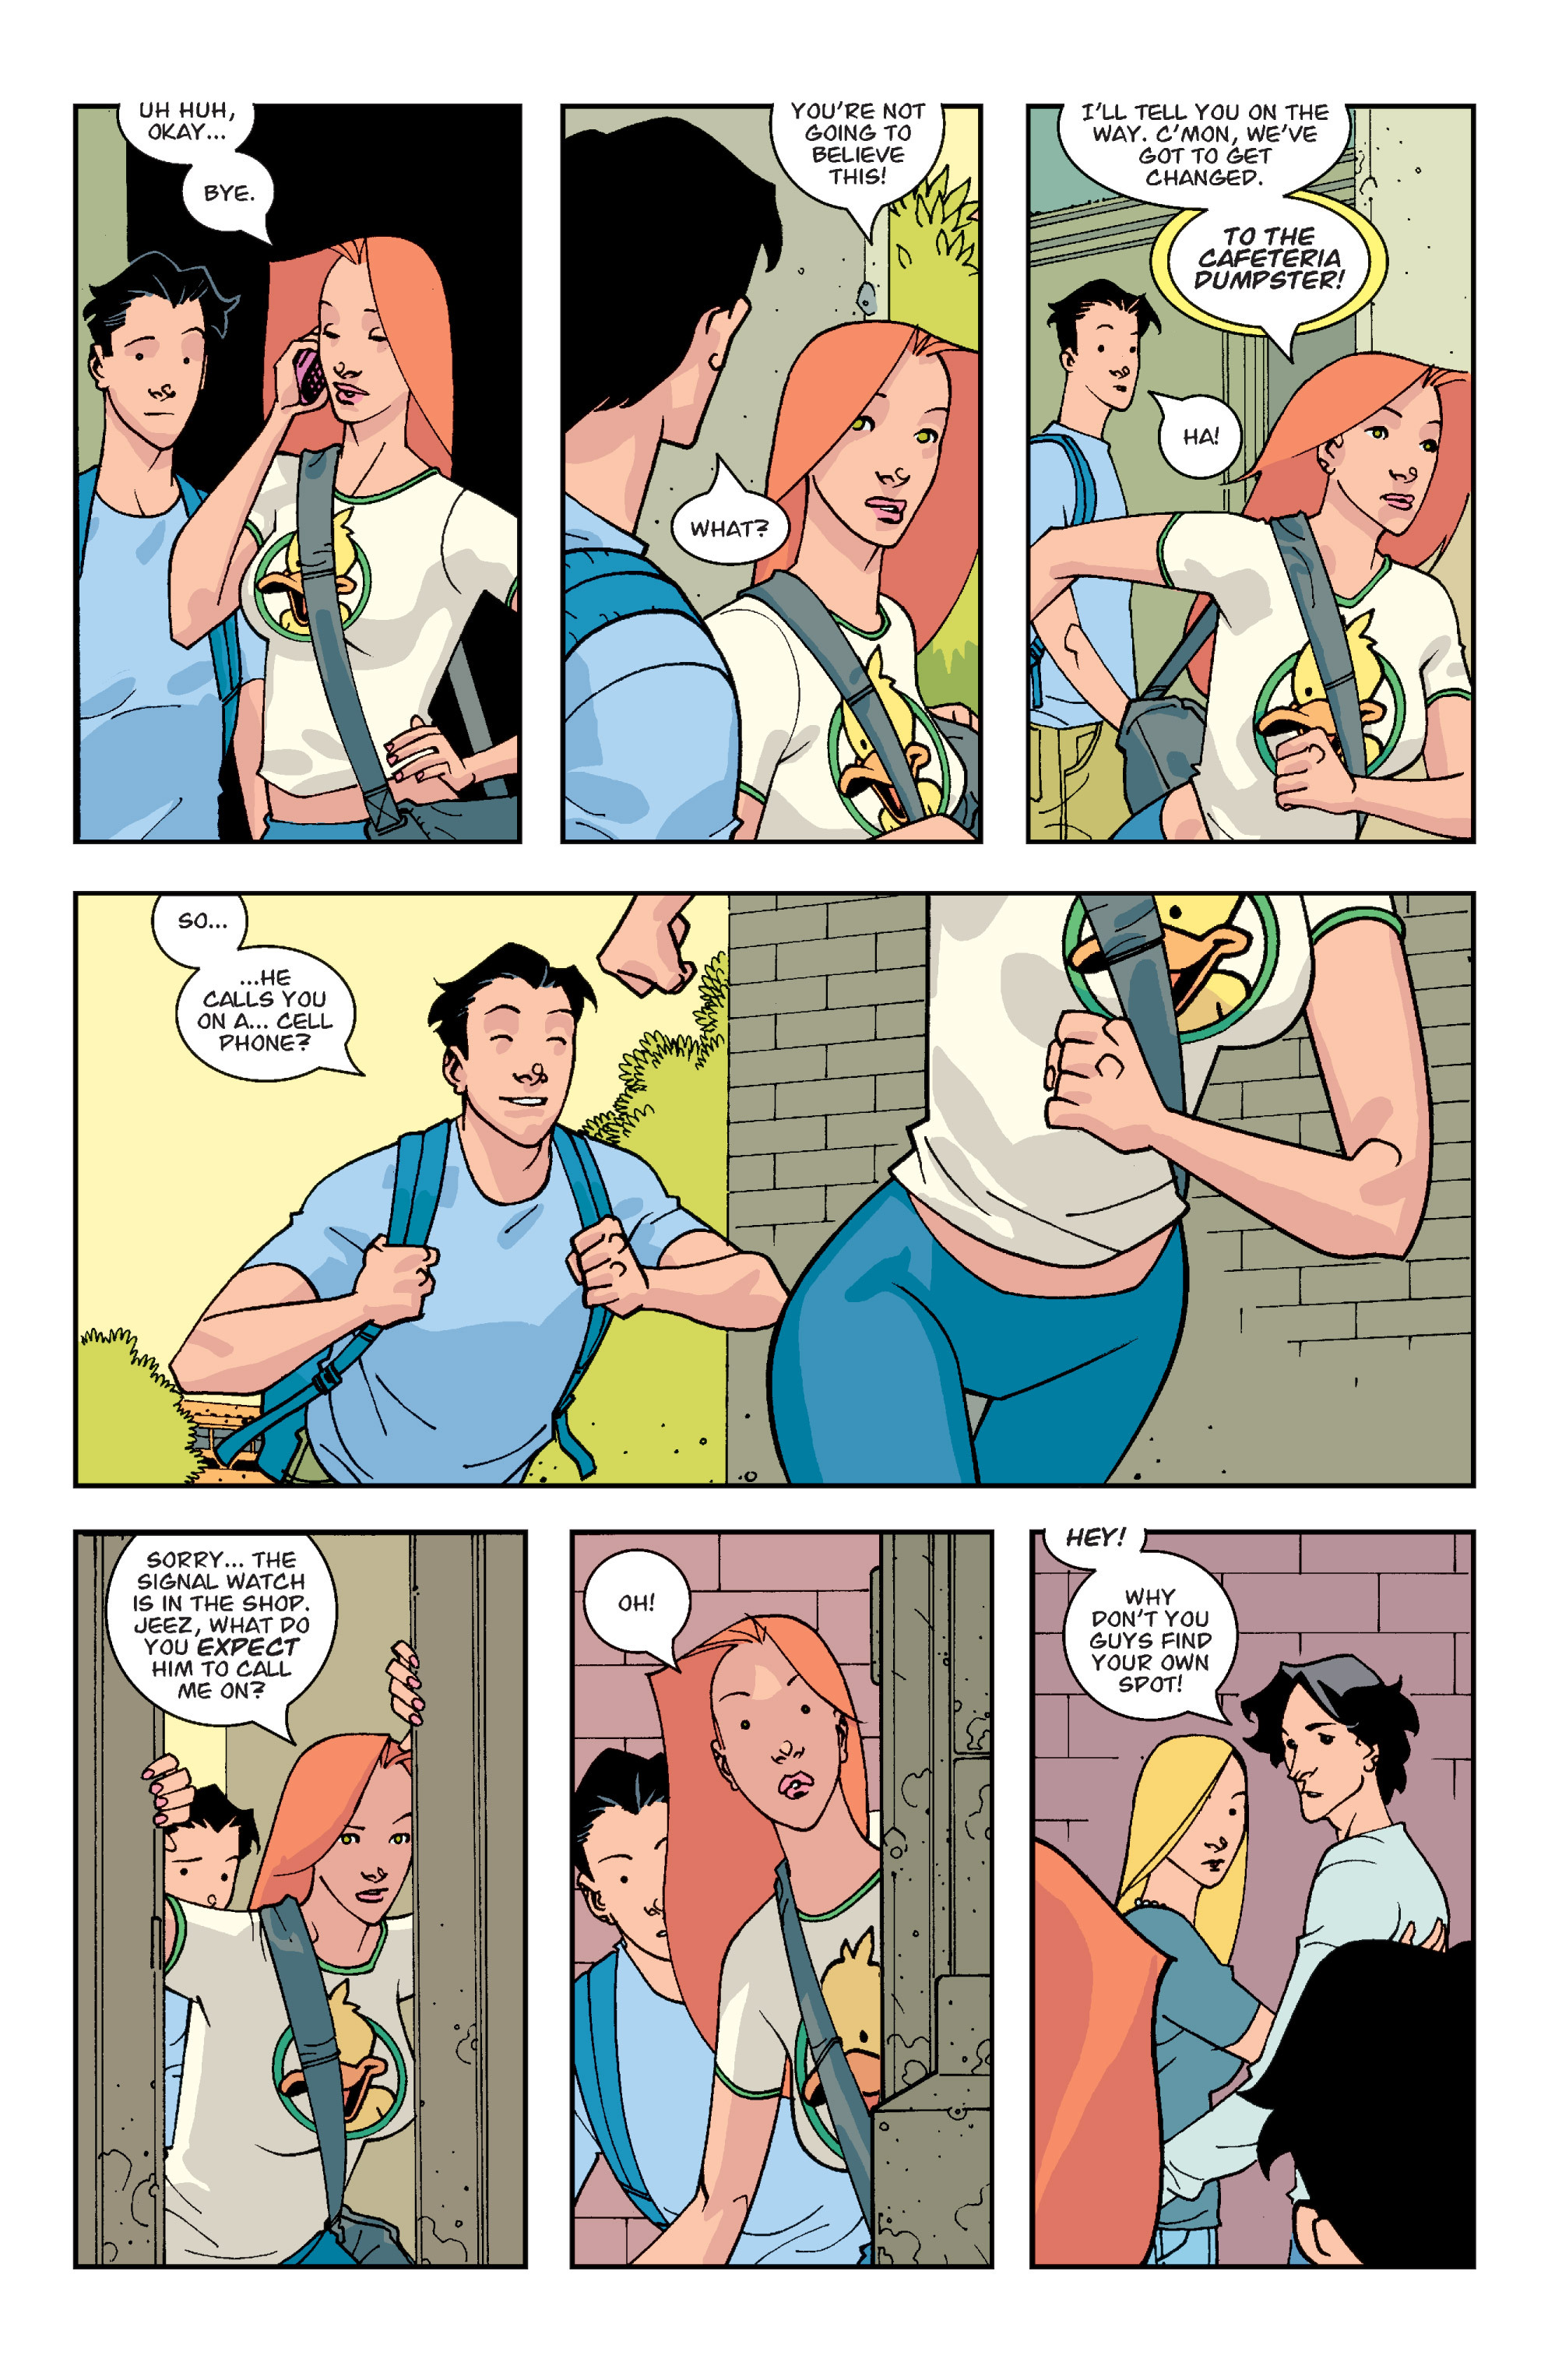 UH HUH,
OKAY...
BYE.
YOU'RE NOT
GOING TO
BELIEVE
THIS!
WHAT?
I'LL TELL YOU ON THE
WAY. C'MON, WE'VE
GOT TO GET
CHANGED.
TO THE
CAFETERIA
DUMPSTER!
HA!
SO...
...HE
CALLS YOU
ON A... CELL
PHONE?
SORRY... THE
SIGNAL WATCH
IS IN THE SHOP.
JEEZ, WHAT DO
YOU EXPECT
HIM TO CALL
ME ON?
OH!
HEY!
WHY
DON'T YOU
GUYS FIND
YOUR OWN
SPOT!